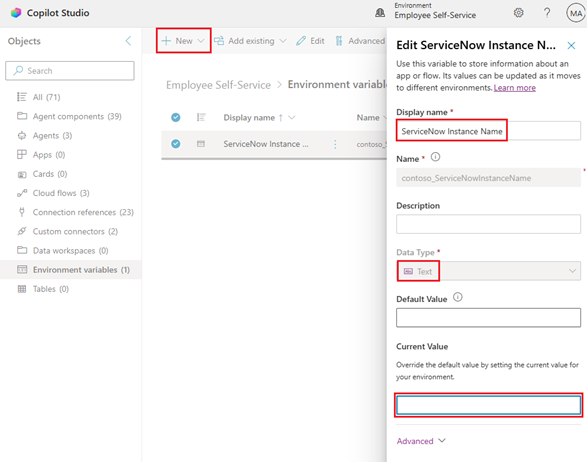 Copilot Studio
Environment
Employee Self-Service
?
MA
Objects
Search
All (71)
Agent components (39)
Agents (3)
Apps (0)
Cards (0)
Cloud flows (3)
Connection references (23)
Custom connectors (2)
Data workspaces (0)
Environment variables (1)
Tables (0)
+ New
Add existing
Edit
Advanced
Employee Self-Service > Environment variables
Display name ↑
Name
ServiceNow Instance ...
contoso_Servic
Edit ServiceNow Instance N...
Use this variable to store information about an
app or flow. Its values can be updated as it moves
to different environments. Learn more
Display name *
ServiceNow Instance Name
Name *
contoso_ServiceNowInstanceName
*
Description
Data Type *
Text
Default Value
Current Value
Override the default value by setting the current value for
your environment.
Advanced